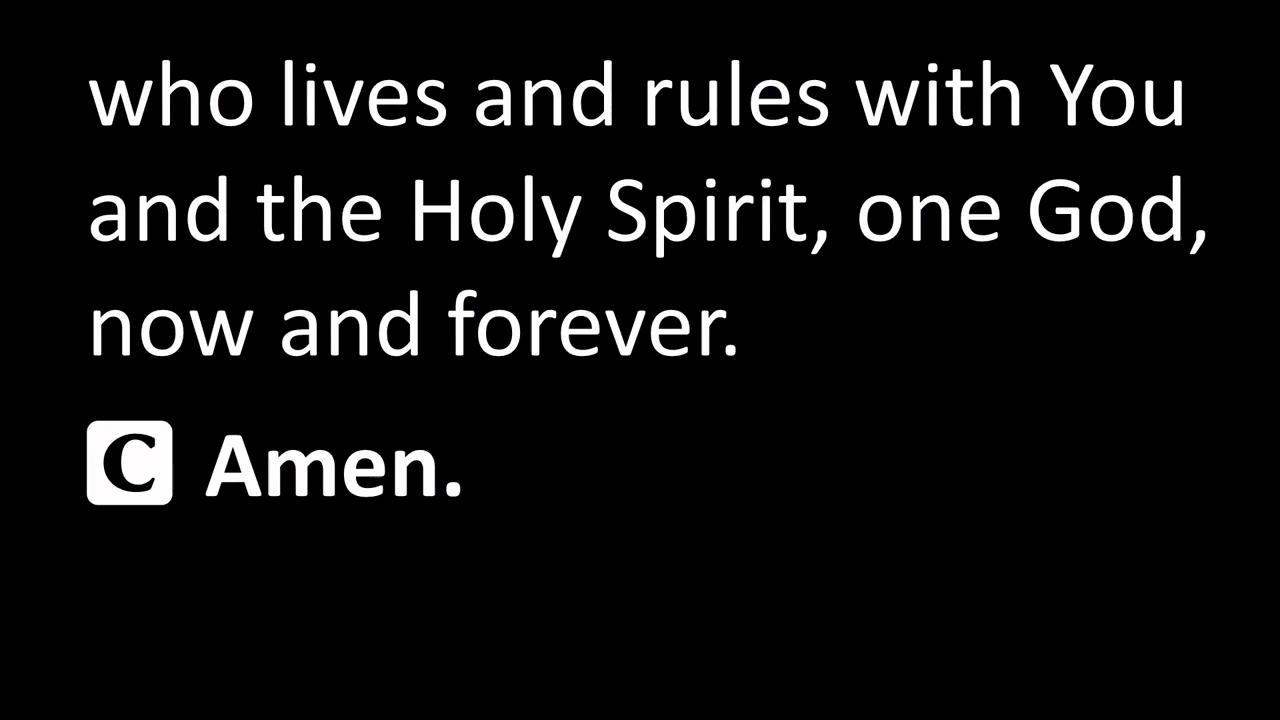 who lives and rules with You
and the Holy Spirit, one God,
now and forever.
C Amen.